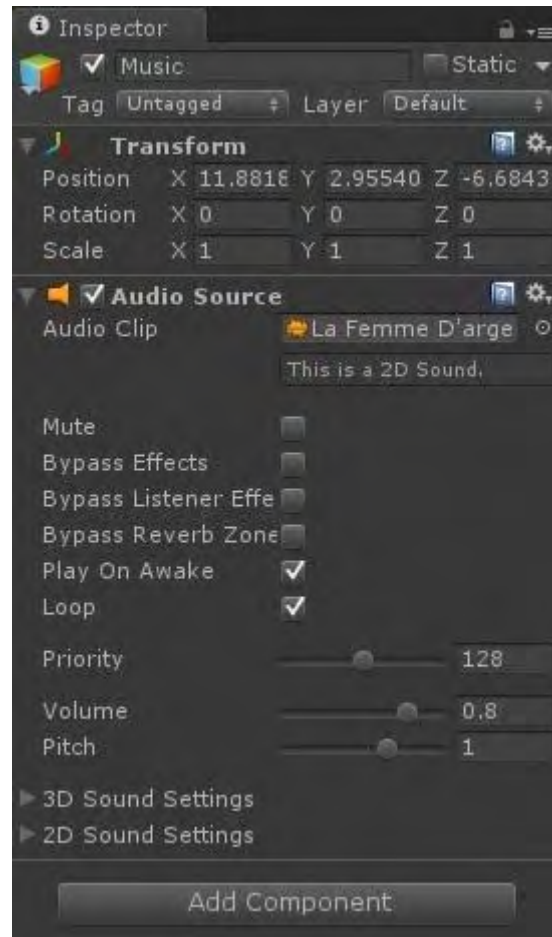 Inspector
Music Static
Tag Untagged Layer Default
Transform
Position X 11.8818 Y 2.95540 Z -6.6843
Rotation X 0 Y 0 Z 0
Scale X 1 Y 1 Z 1
Audio Source
Audio Clip La Femme D'arge
This is a 2D Sound.
Mute
Bypass Effects
Bypass Listener Effe
Bypass Reverb Zone
Play On Awake
Loop
Priority 128
Volume 0.8
Pitch 1
3D Sound Settings
2D Sound Settings
Add Component